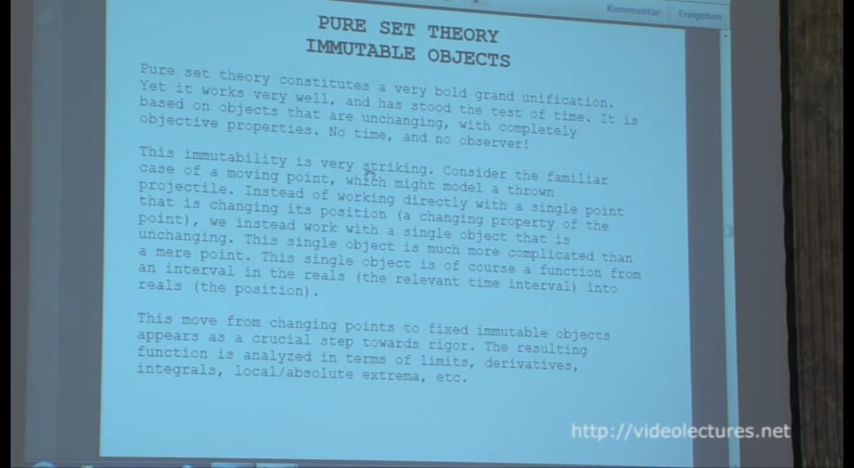 Kommentar Freigeben
PURE SET THEORY
IMMUTABLE OBJECTS
Pure set theory constitutes a very bold grand unification.
Yet it works very well, and has stood the test of time. It is
based on objects that are unchanging, with completely
objective properties. No time, and no observer!
This immutability is very striking. Consider the familiar
case of a moving point, which might model a thrown
projectile. Instead of working directly with a single point
that is changing its position (a changing property of the
point), we instead work with a single object that is
unchanging. This single object is much more complicated than
a mere point. This single object is of course a function from
an interval in the reals (the relevant time interval) into
reals (the position).
This move from changing points to fixed immutable objects
appears as a crucial step towards rigor. The resulting
function is analyzed in terms of limits, derivatives,
integrals, local/absolute extrema, etc.
http://videolectures.net